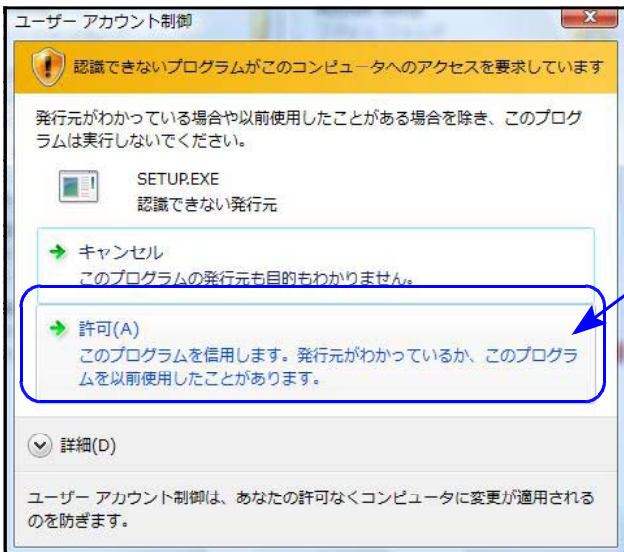 ユーザー アカウント制御
認識できないプログラムがこのコンピュータへのアクセスを要求しています
発行元がわかっている場合や以前使用したことがある場合を除き、このプログ
ラムは実行しないでください。
SETUP.EXE
認識できない発行元
キャンセル
このプログラムの発行元も目的もわかりません。
許可(A)
このプログラムを信用します。発行元がわかっているか、このプログラ
ムを以前使用したことがあります。
詳細(D)
ユーザー アカウント制御は、あなたの許可なくコンピュータに変更が適用される
のを防ぎます。